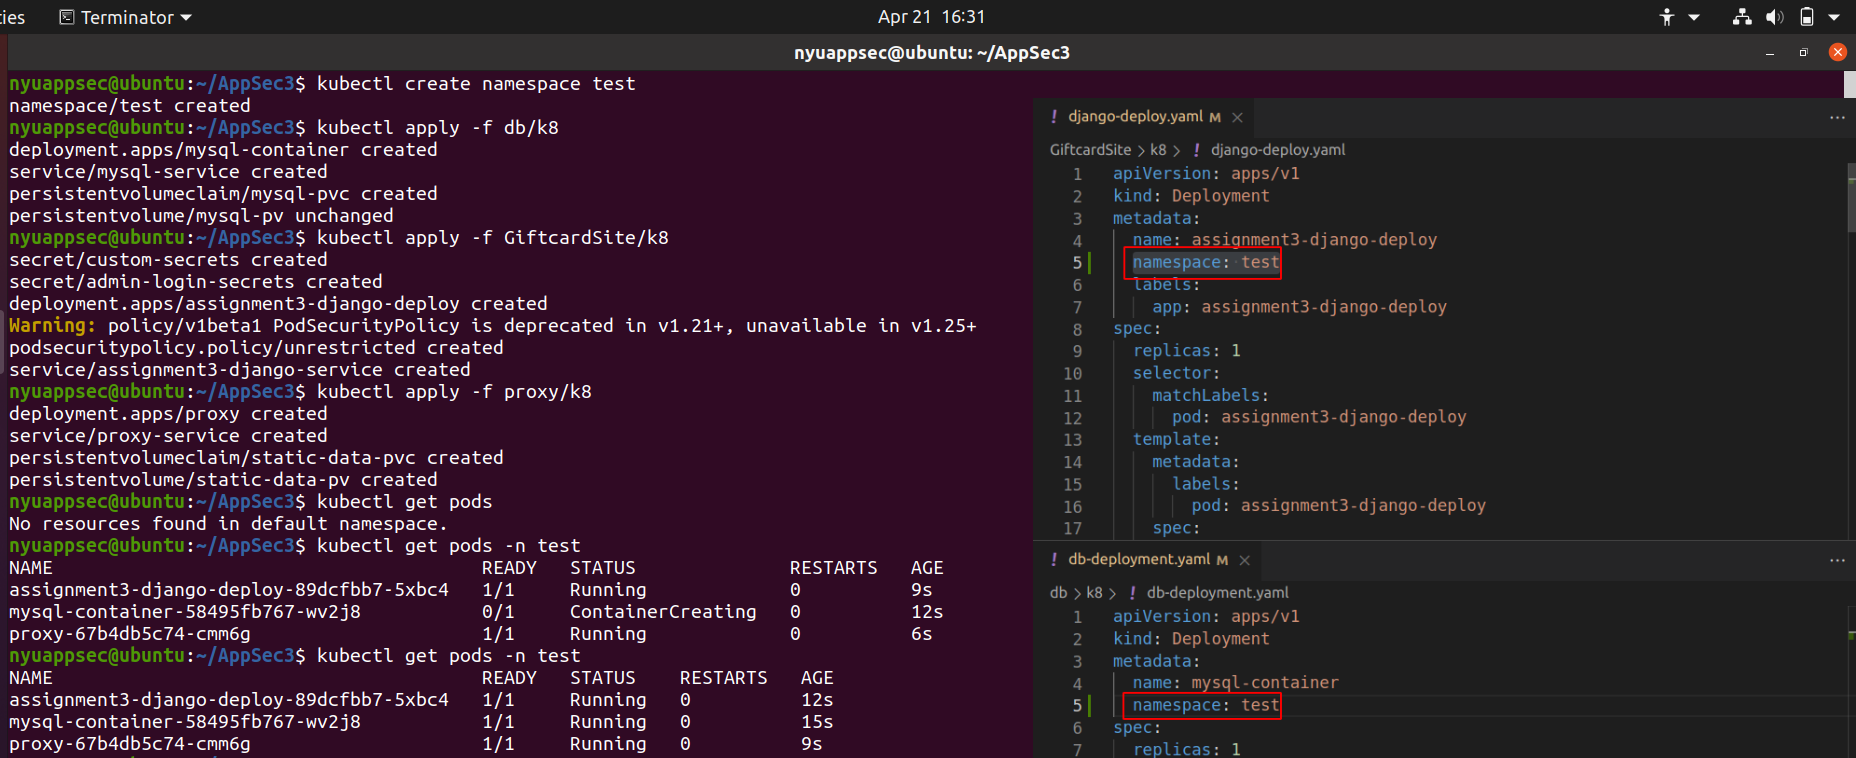 ies Terminator Apr 21 16:31
nyuappsec@ubuntu: ~/AppSec3
nyuappsec@ubuntu:~/AppSec3$ kubectl create namespace test
namespace/test created
nyuappsec@ubuntu:~/AppSec3$ kubectl apply -f db/k8
deployment.apps/mysql-container created
service/mysql-service created
persistentvolumeclaim/mysql-pvc created
persistentvolume/mysql-pv unchanged
nyuappsec@ubuntu:~/AppSec3$ kubectl apply -f GiftcardSite/k8
secret/custom-secrets created
secret/admin-login-secrets created
deployment.apps/assignment3-django-deploy created
Warning: policy/v1beta1 PodSecurityPolicy is deprecated in v1.21+, unavailable in v1.25+
podsecuritypolicy.policy/unrestricted created
service/assignment3-django-service created
nyuappsec@ubuntu:~/AppSec3$ kubectl apply -f proxy/k8
deployment.apps/proxy created
service/proxy-service created
persistentvolumeclaim/static-data-pvc created
persistentvolume/static-data-pv created
nyuappsec@ubuntu:~/AppSec3$ kubectl get pods
No resources found in default namespace.
nyuappsec@ubuntu:~/AppSec3$ kubectl get pods -n test
NAME READY STATUS RESTARTS AGE
assignment3-django-deploy-89dcfbb7-5xbc4 1/1 Running 0 9s
mysql-container-58495fb767-wv2j8 0/1 ContainerCreating 0 12s
proxy-67b4db5c74-cmm6g 1/1 Running 0 6s
nyuappsec@ubuntu:~/AppSec3$ kubectl get pods -n test
NAME READY STATUS RESTARTS AGE
assignment3-django-deploy-89dcfbb7-5xbc4 1/1 Running 0 12s
mysql-container-58495fb767-wv2j8 1/1 Running 0 15s
proxy-67b4db5c74-cmm6g 1/1 Running 0 9s
! django-deploy.yaml M ×
GiftcardSite > k8 > ! django-deploy.yaml
1 apiVersion: apps/v1
2 kind: Deployment
3 metadata:
4 name: assignment3-django-deploy
5 namespace: test
6 labels:
7 app: assignment3-django-deploy
8 spec:
9 replicas: 1
10 selector:
11 matchLabels:
12 pod: assignment3-django-deploy
13 template:
14 metadata:
15 labels:
16 pod: assignment3-django-deploy
17 spec:
! db-deployment.yaml M ×
db > k8 > ! db-deployment.yaml
1 apiVersion: apps/v1
2 kind: Deployment
3 metadata:
4 name: mysql-container
5 namespace: test
6 spec:
7 replicas: 1